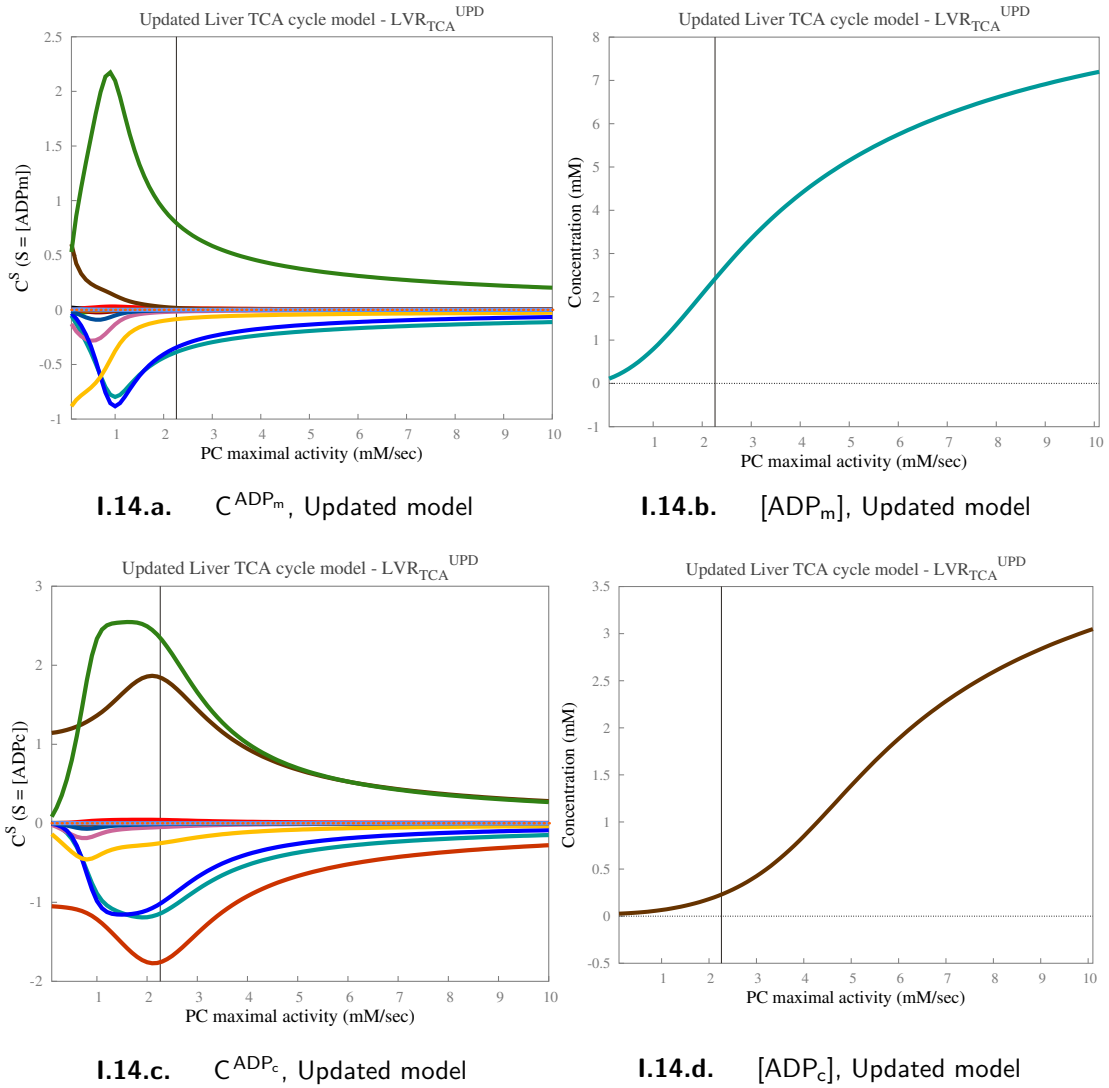 Updated Liver TCA cycle model - LVR_TCA^UPD
2.5
2
1.5
1
0.5
0
-0.5
-1
C^S (S = [ADPm])
1 2 3 4 5 6 7 8 9 10
PC maximal activity (mM/sec)
I.14.a. C^ADP_m, Updated model
Updated Liver TCA cycle model - LVR_TCA^UPD
8
7
6
5
4
3
2
1
0
-1
Concentration (mM)
1 2 3 4 5 6 7 8 9 10
PC maximal activity (mM/sec)
I.14.b. [ADP_m], Updated model
Updated Liver TCA cycle model - LVR_TCA^UPD
3
2
1
0
-1
-2
C^S (S = [ADPc])
1 2 3 4 5 6 7 8 9 10
PC maximal activity (mM/sec)
I.14.c. C^ADP_c, Updated model
Updated Liver TCA cycle model - LVR_TCA^UPD
3.5
3
2.5
2
1.5
1
0.5
0
-0.5
Concentration (mM)
1 2 3 4 5 6 7 8 9 10
PC maximal activity (mM/sec)
I.14.d. [ADP_c], Updated model